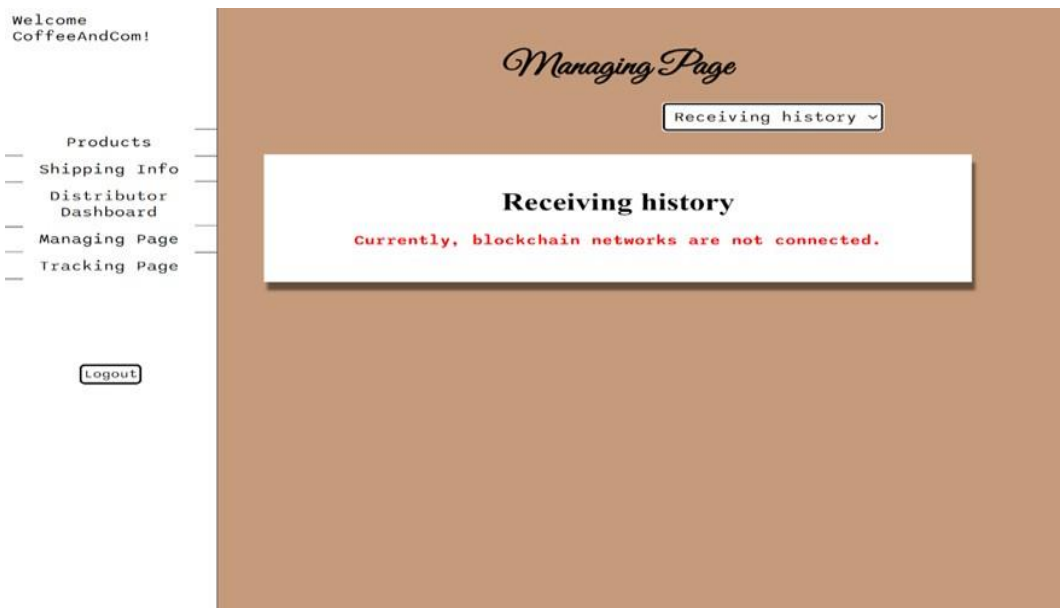 Welcome
CoffeeAndCom!
Products
Shipping Info
Distributor
Dashboard
Managing Page
Tracking Page
Logout
Managing Page
Receiving history
Receiving history
Currently, blockchain networks are not connected.